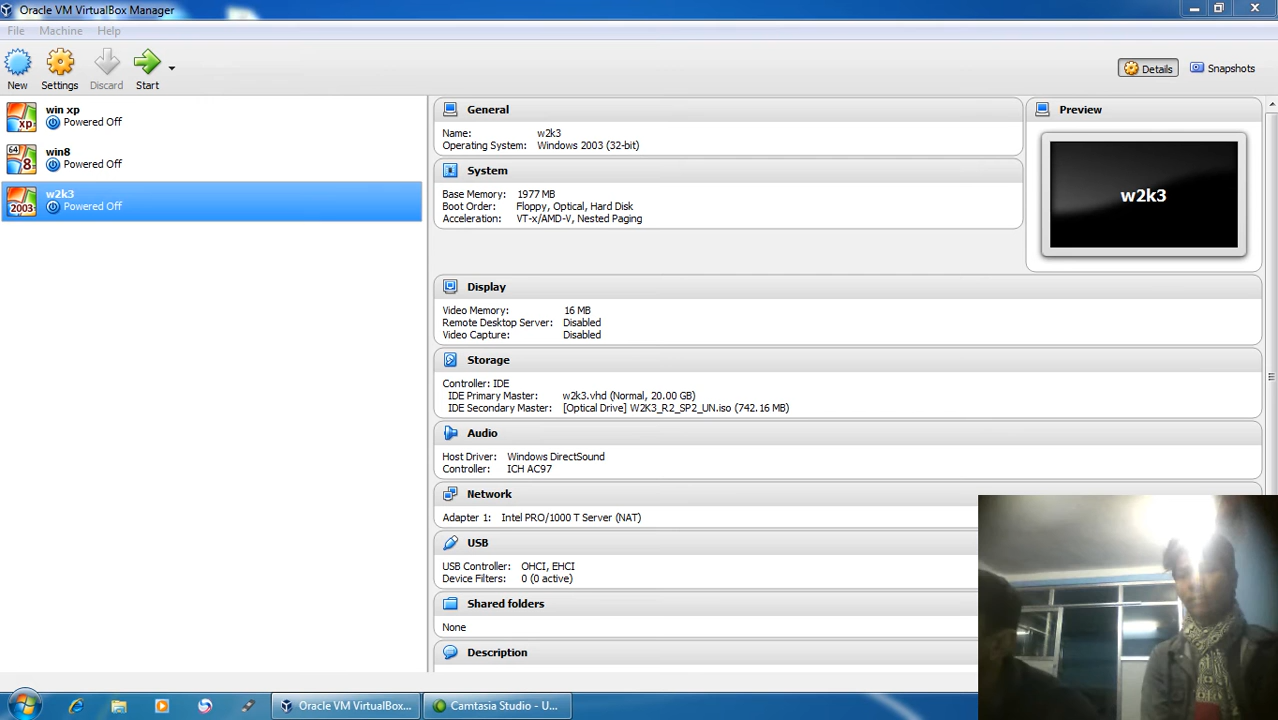 Oracle VM VirtualBox Manager
File Machine Help
New Settings Discard Start
Details Snapshots
win xp
Powered Off
xp
win8
Powered Off
64
8
w2k3
Powered Off
2003
General
Name: w2k3
Operating System: Windows 2003 (32-bit)
System
Base Memory: 1977 MB
Boot Order: Floppy, Optical, Hard Disk
Acceleration: VT-x/AMD-V, Nested Paging
Preview
w2k3
Display
Video Memory: 16 MB
Remote Desktop Server: Disabled
Video Capture: Disabled
Storage
Controller: IDE
IDE Primary Master: w2k3.vhd (Normal, 20.00 GB)
IDE Secondary Master: [Optical Drive] W2K3_R2_SP2_UN.iso (742.16 MB)
Audio
Host Driver: Windows DirectSound
Controller: ICH AC97
Network
Adapter 1: Intel PRO/1000 T Server (NAT)
USB
USB Controller: OHCI, EHCI
Device Filters: 0 (0 active)
Shared folders
None
Description
Oracle VM VirtualBox... Camtasia Studio - U...